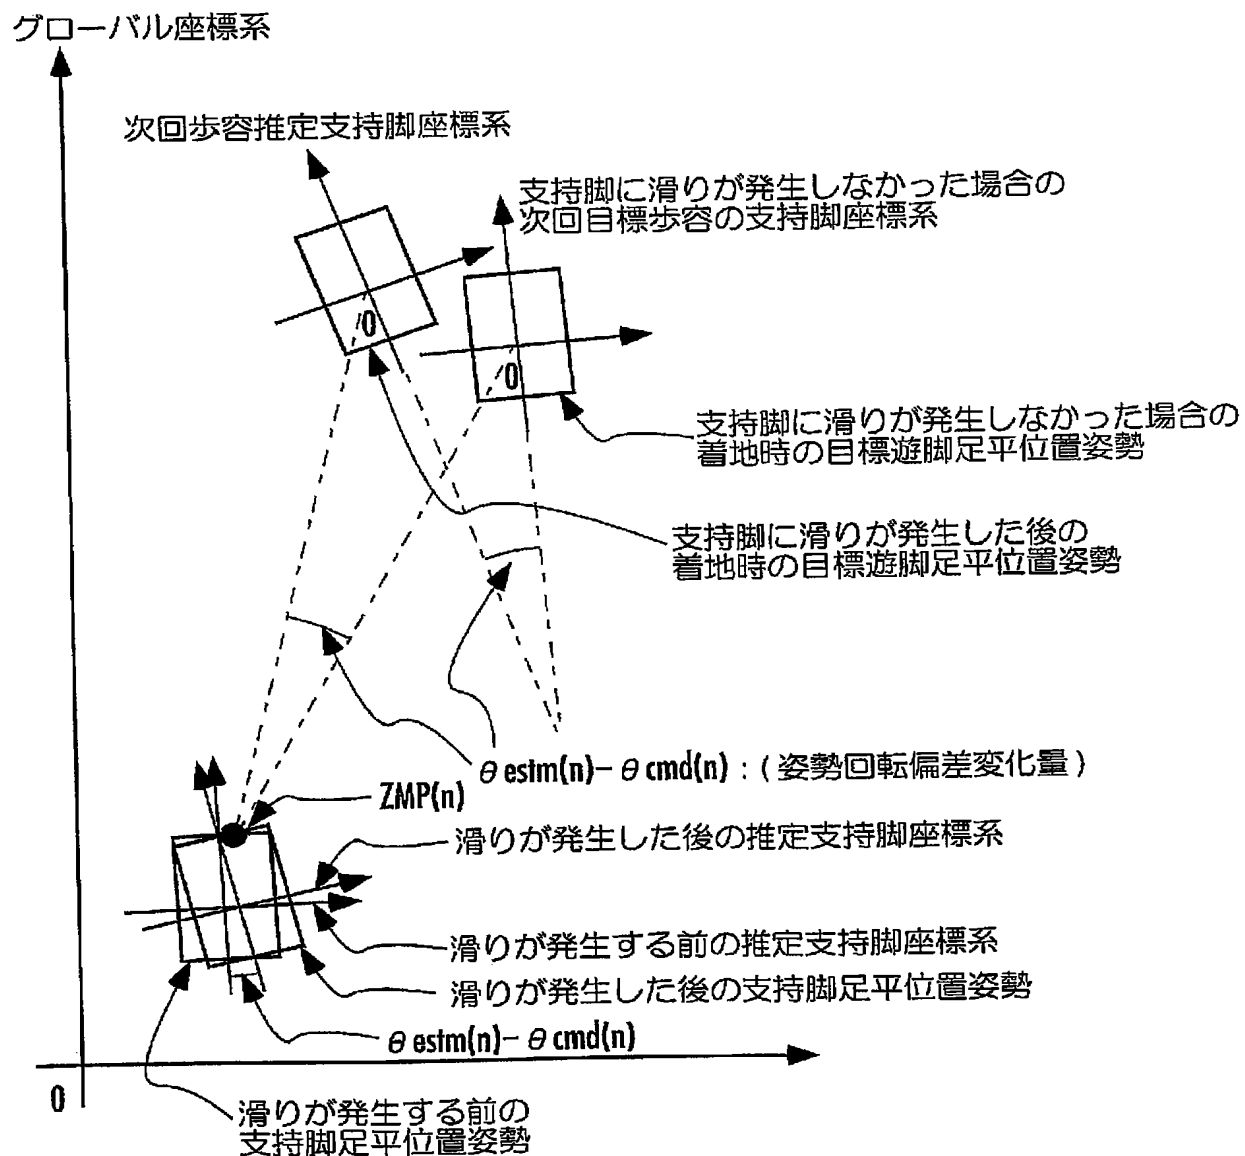 グローバル座標系
次回歩容推定支持脚座標系
支持脚に滑りが発生しなかった場合の
次回目標歩容の支持脚座標系
0
0
支持脚に滑りが発生しなかった場合の
着地時の目標遊脚足平位置姿勢
支持脚に滑りが発生した後の
着地時の目標遊脚足平位置姿勢
θ estm(n)− θ cmd(n) : ( 姿勢回転偏差変化量 )
ZMP(n)
滑りが発生した後の推定支持脚座標系
滑りが発生する前の推定支持脚座標系
滑りが発生した後の支持脚足平位置姿勢
θ estm(n)− θ cmd(n)
0
滑りが発生する前の
支持脚足平位置姿勢